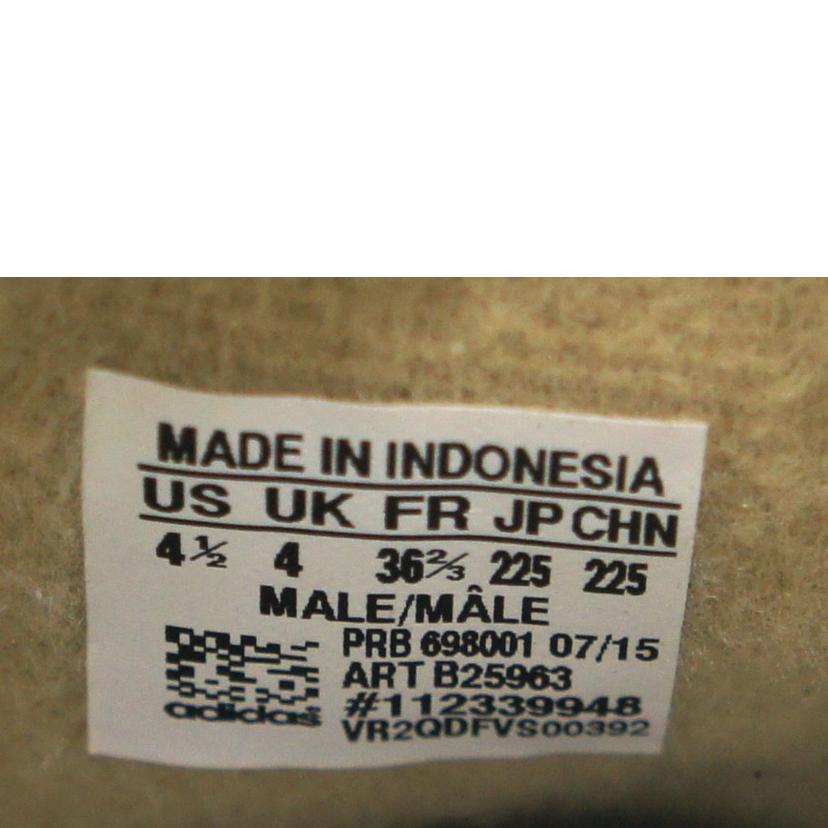 MADE IN INDONESIA
US UK FR JP CHN
4½ 4 36⅔ 225 225
MALE/MÂLE
PRB 698001 07/15
ART B25963
#112339948
adidas VR2QDFVS00392